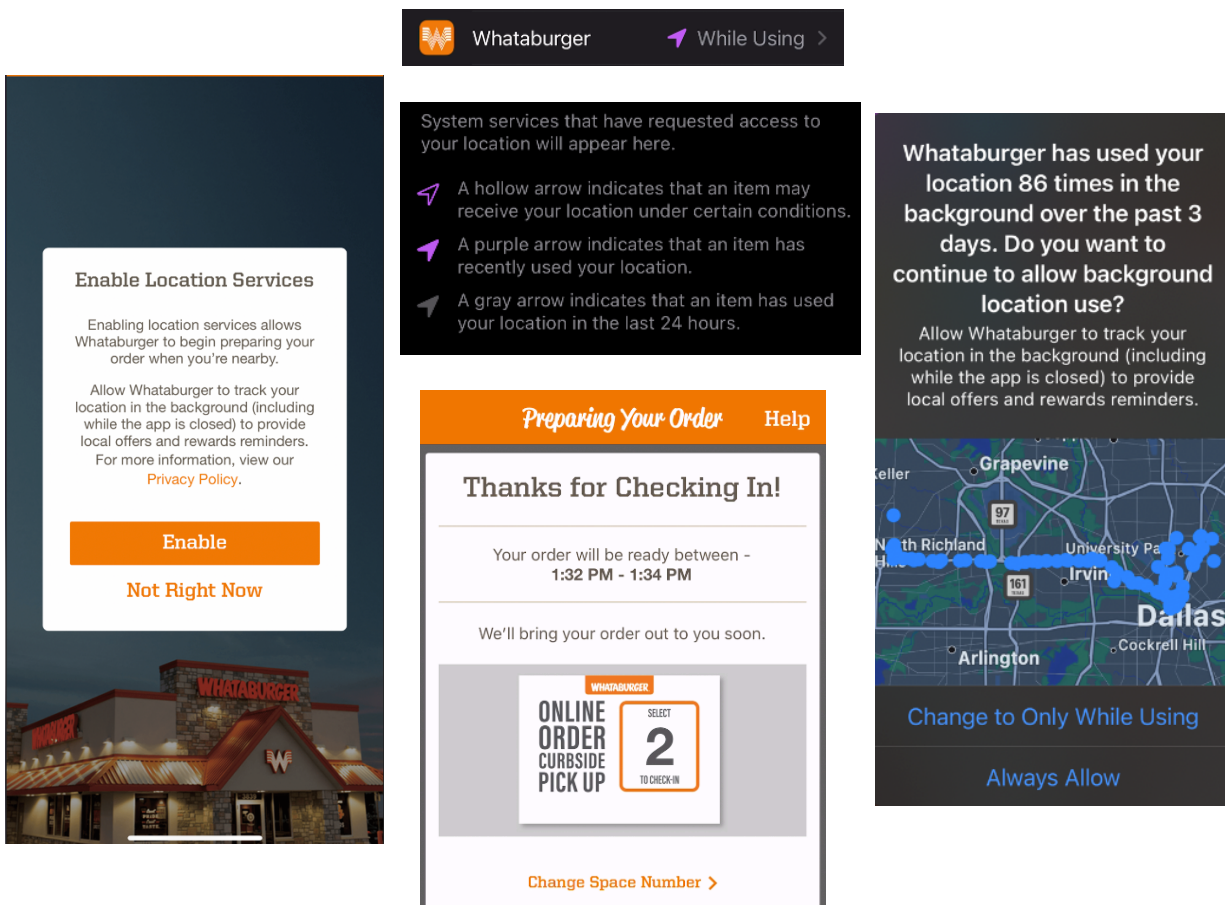 Enable Location Services
Enabling location services allows
Whataburger to begin preparing your
order when you're nearby.
Allow Whataburger to track your
location in the background (including
while the app is closed) to provide
local offers and rewards reminders.
For more information, view our
Privacy Policy.
Enable
Not Right Now
WHATABURGER
WHATABURGER
Whataburger While Using
System services that have requested access to
your location will appear here.
A hollow arrow indicates that an item may
receive your location under certain conditions.
A purple arrow indicates that an item has
recently used your location.
A gray arrow indicates that an item has used
your location in the last 24 hours.
Preparing Your Order Help
Thanks for Checking In!
Your order will be ready between -
1:32 PM - 1:34 PM
We'll bring your order out to you soon.
WHATABURGER
ONLINE
ORDER
CURBSIDE
PICK UP
SELECT
2
TO CHECK-IN
Change Space Number
Whataburger has used your
location 86 times in the
background over the past 3
days. Do you want to
continue to allow background
location use?
Allow Whataburger to track your
location in the background (including
while the app is closed) to provide
local offers and rewards reminders.
Grapevine
Keller
97
TEXAS
North Richland
Hills
University Pa
Irvin
161
TEXAS
Dallas
Cockrell Hill
Arlington
Change to Only While Using
Always Allow